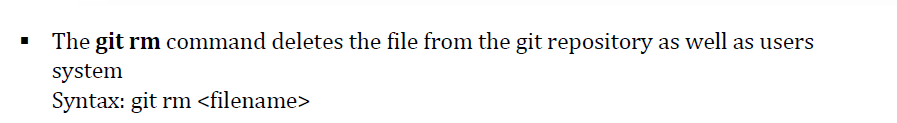 ▪ The git rm command deletes the file from the git repository as well as users
system
Syntax: git rm <filename>